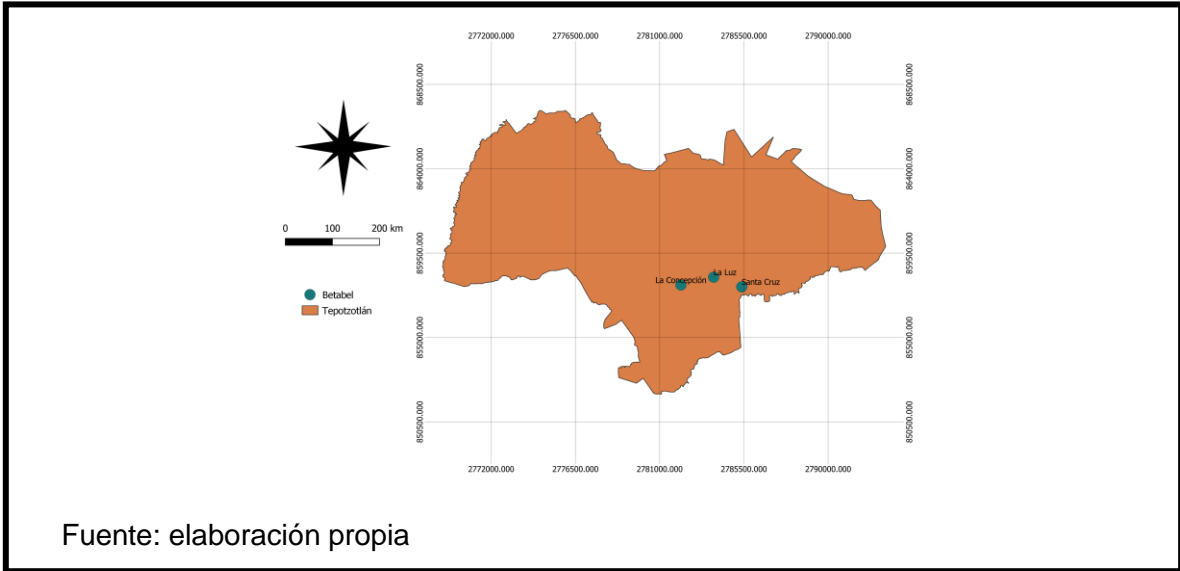 2772000.000 2776500.000 2781000.000 2785500.000 2790000.000
868500.000 868500.000
864000.000 864000.000
0 100 200 km
859500.000 859500.000
La Luz
La Concepción
Santa Cruz
Betabel
Tepotzotlán
855000.000 855000.000
850500.000 850500.000
2772000.000 2776500.000 2781000.000 2785500.000 2790000.000
Fuente: elaboración propia